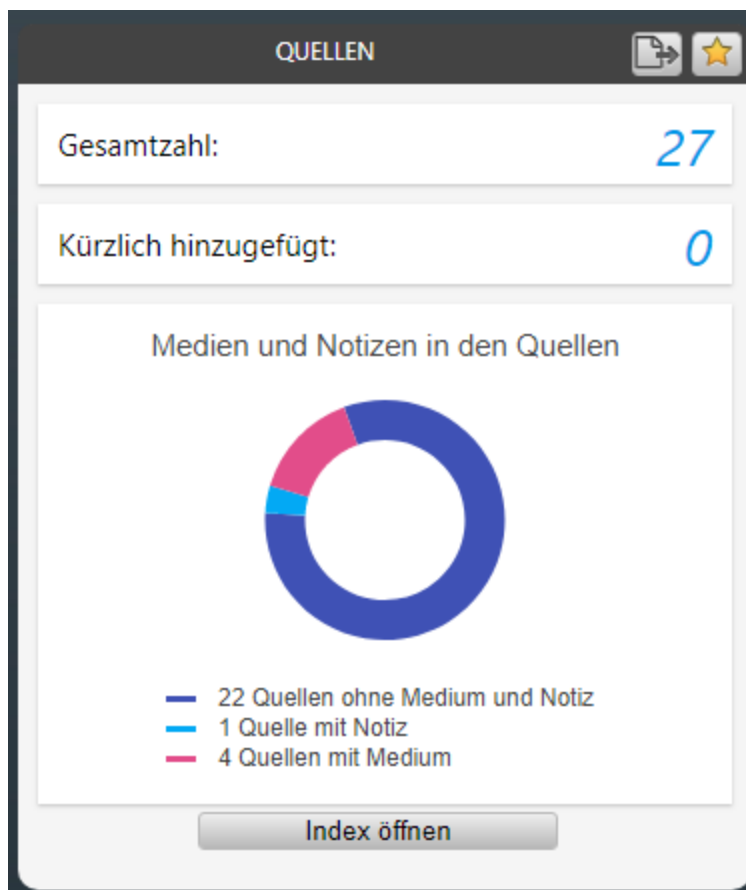 QUELLEN
Gesamtzahl: 27
Kürzlich hinzugefügt: 0
Medien und Notizen in den Quellen
22 Quellen ohne Medium und Notiz
1 Quelle mit Notiz
4 Quellen mit Medium
Index öffnen